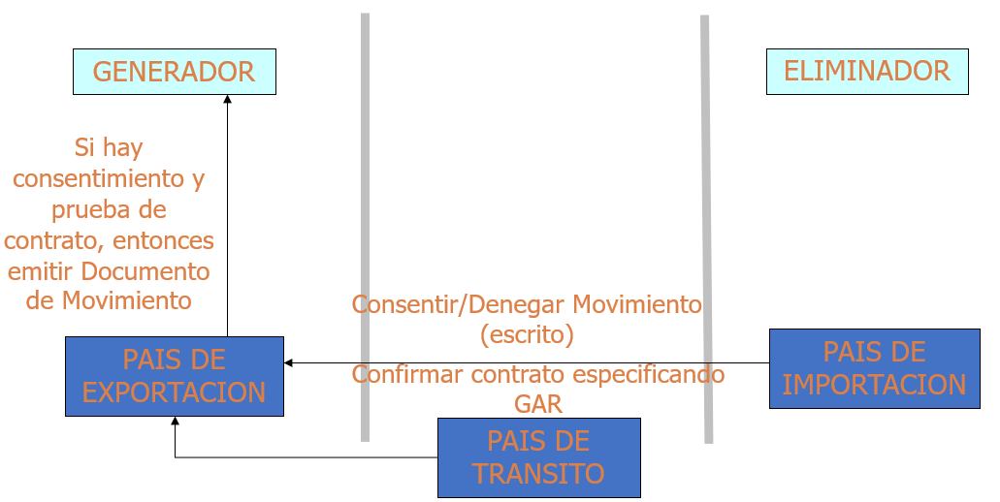 GENERADOR
ELIMINADOR
Si hay
consentimiento y
prueba de
contrato, entonces
emitir Documento
de Movimiento
Consentir/Denegar Movimiento
(escrito)
PAIS DE
EXPORTACION
PAIS DE
IMPORTACION
Confirmar contrato especificando
GAR
PAIS DE
TRANSITO